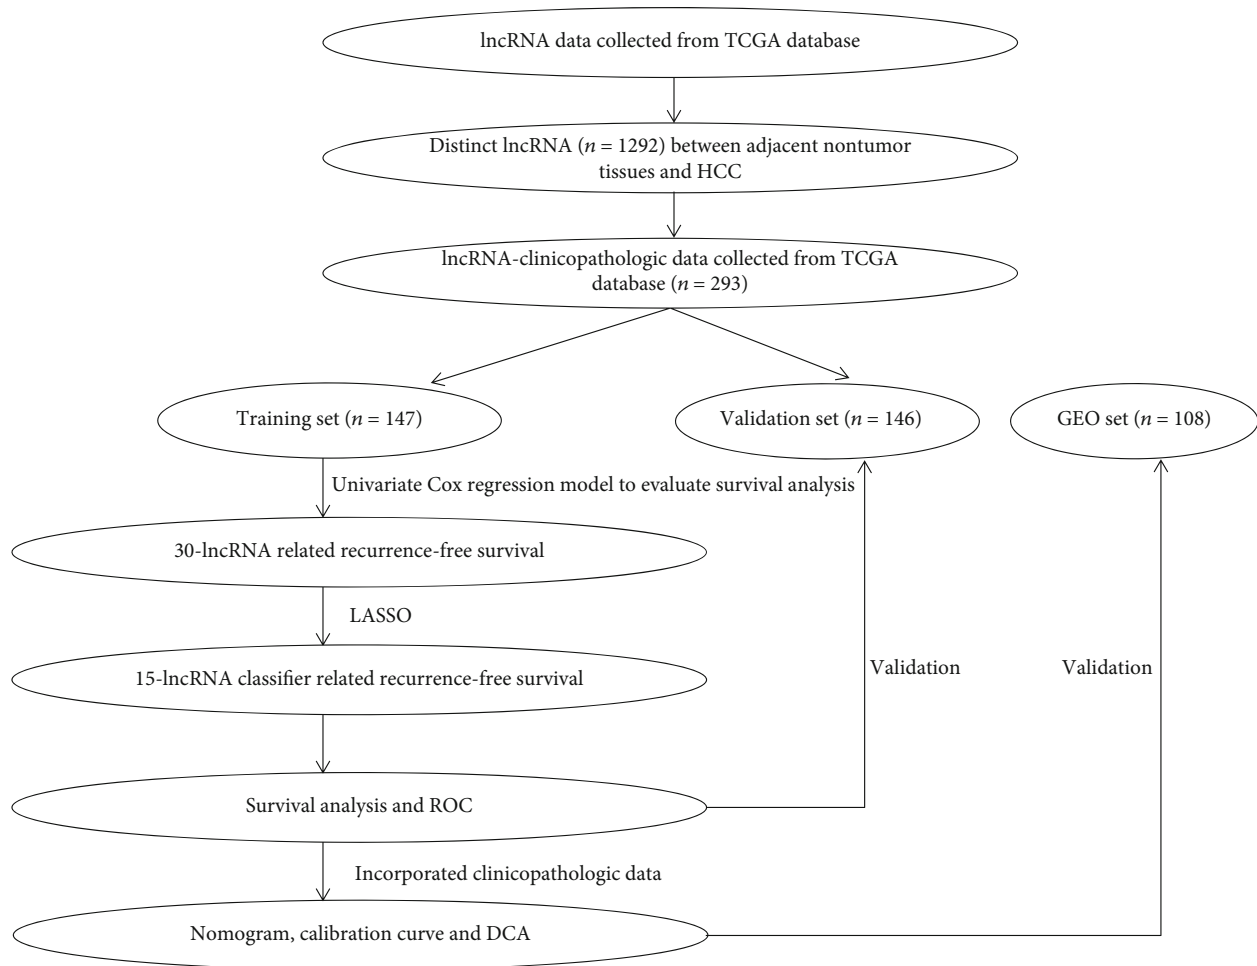 lncRNA data collected from TCGA database
Distinct lncRNA (n = 1292) between adjacent nontumor
tissues and HCC
lncRNA-clinicopathologic data collected from TCGA
database (n = 293)
Training set (n = 147)
Validation set (n = 146)
GEO set (n = 108)
Univariate Cox regression model to evaluate survival analysis
30-lncRNA related recurrence-free survival
LASSO
15-lncRNA classifier related recurrence-free survival
Validation
Validation
Survival analysis and ROC
Incorporated clinicopathologic data
Nomogram, calibration curve and DCA